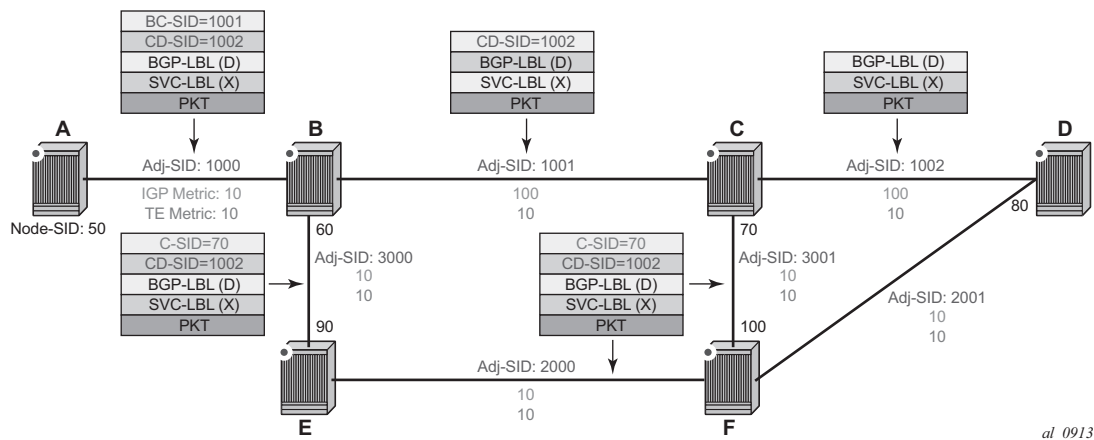 BC-SID=1001
CD-SID=1002
BGP-LBL (D)
SVC-LBL (X)
PKT
CD-SID=1002
BGP-LBL (D)
SVC-LBL (X)
PKT
BGP-LBL (D)
SVC-LBL (X)
PKT
A
B
C
D
Adj-SID: 1000
IGP Metric: 10
TE Metric: 10
Adj-SID: 1001
100
10
Adj-SID: 1002
100
10
Node-SID: 50
60
70
80
C-SID=70
CD-SID=1002
BGP-LBL (D)
SVC-LBL (X)
PKT
Adj-SID: 3000
10
10
C-SID=70
CD-SID=1002
BGP-LBL (D)
SVC-LBL (X)
PKT
Adj-SID: 3001
10
10
Adj-SID: 2001
10
10
90
100
Adj-SID: 2000
10
10
E
F
al_0913